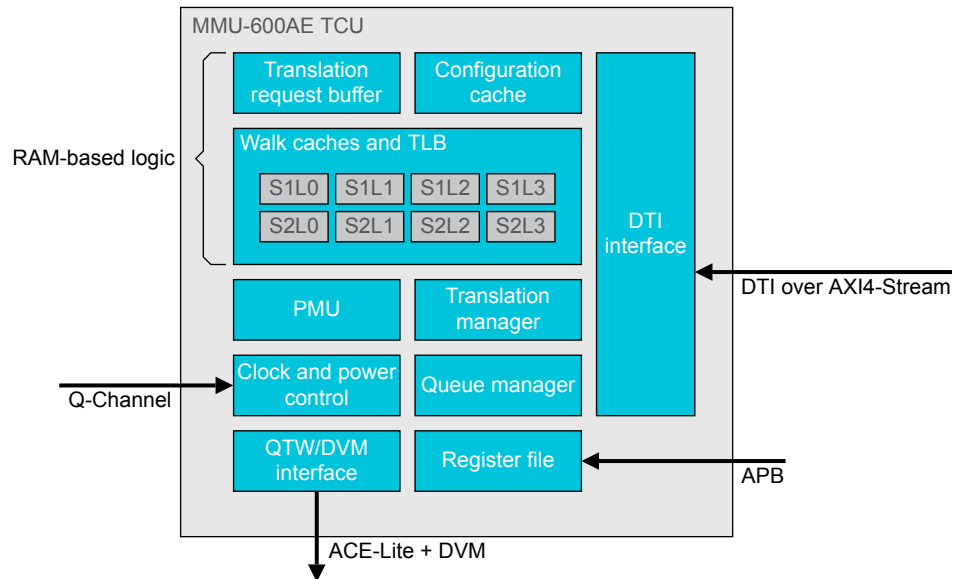 MMU-600AE TCU
Translation
request buffer
Configuration
cache
RAM-based logic
Walk caches and TLB
S1L0
S1L1
S1L2
S1L3
S2L0
S2L1
S2L2
S2L3
DTI
interface
DTI over AXI4-Stream
PMU
Translation
manager
Clock and power
control
Queue manager
Q-Channel
QTW/DVM
interface
Register file
APB
ACE-Lite + DVM